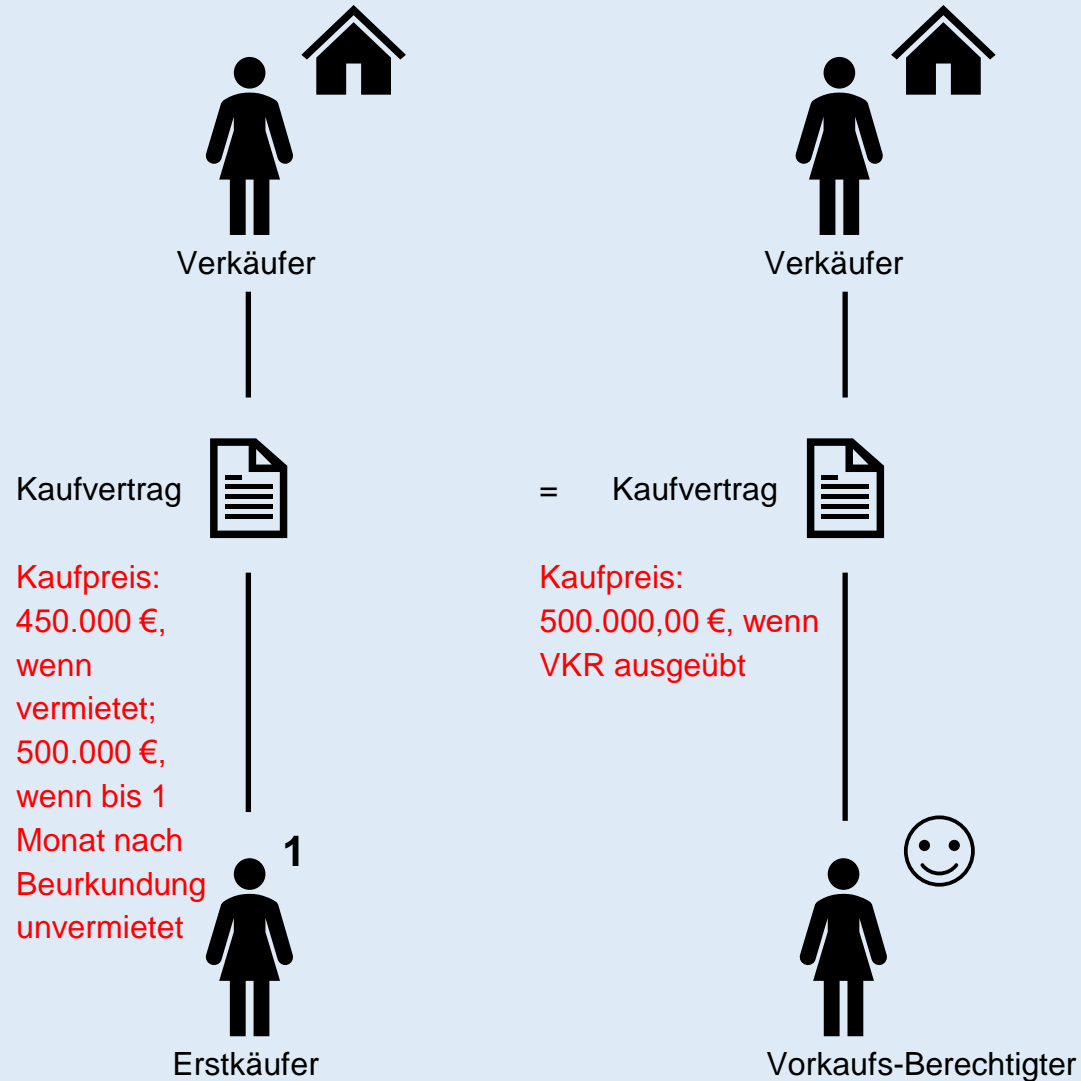 Verkäufer
Verkäufer
Kaufvertrag
= Kaufvertrag
Kaufpreis:
450.000 €,
wenn
vermietet;
500.000 €,
wenn bis 1
Monat nach
Beurkundung
unvermietet
Kaufpreis:
500.000,00 €, wenn
VKR ausgeübt
1
Erstkäufer
Vorkaufs-Berechtigter